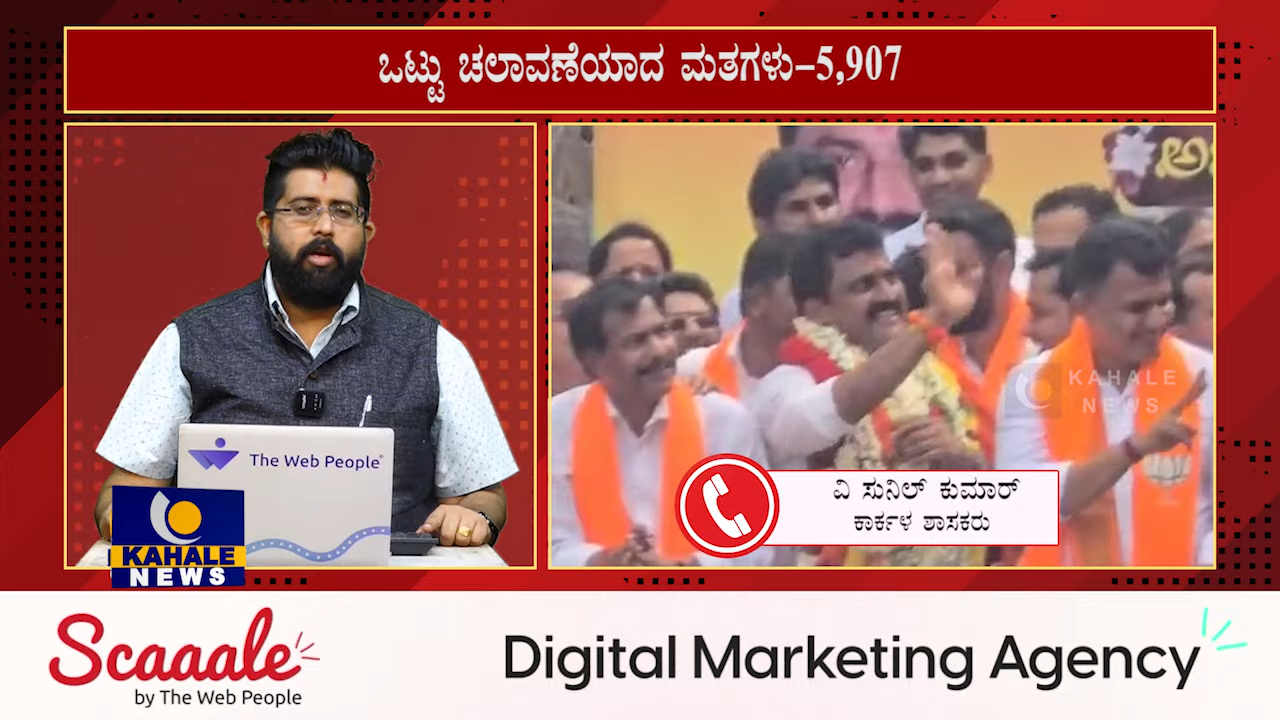 ಒಟ್ಟು ಚಲಾವಣೆಯಾದ ಮತಗಳು-5,907
The Web People
KAHALE
NEWS
KAHALE
NEWS
ವಿ ಸುನಿಲ್ ಕುಮಾರ್
ಕಾರ್ಕಳ ಶಾಸಕರು
Scaaale
by The Web People
Digital Marketing Agency